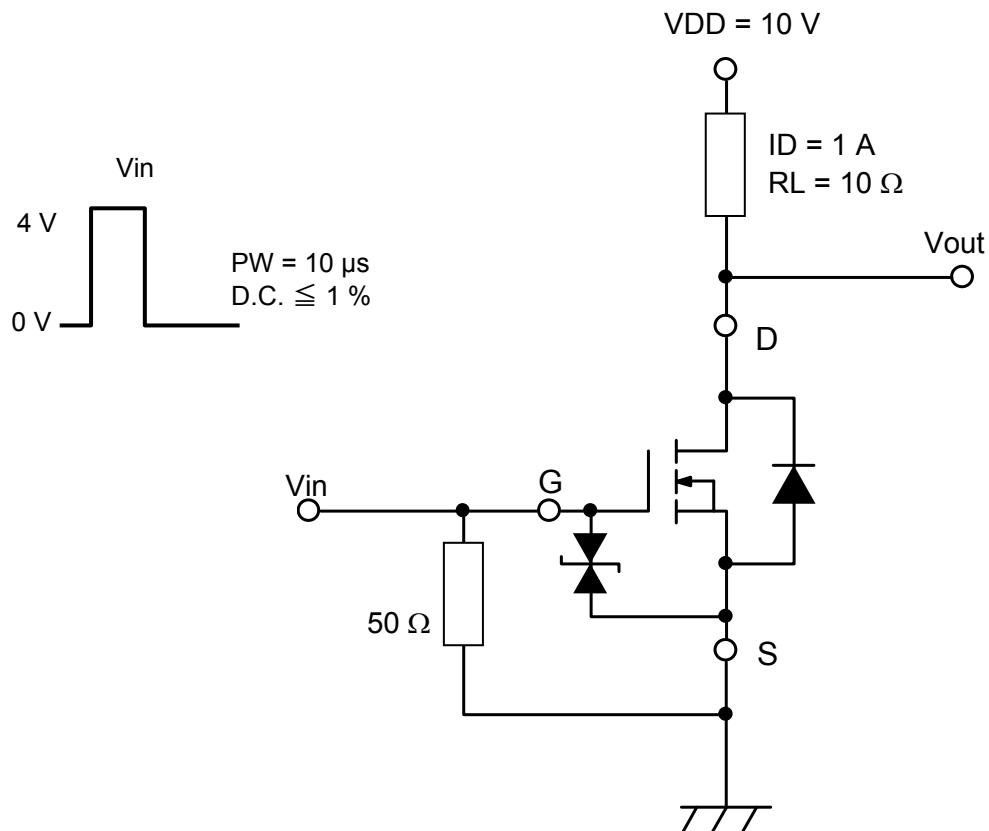 VDD = 10 V
ID = 1 A
RL = 10 Ω
Vin
4 V
Vout
PW = 10 µs
D.C. ≦ 1 %
0 V
D
Vin
G
50 Ω
S